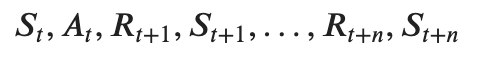 S_t, A_t, R_{t+1}, S_{t+1}, . . . , R_{t+n}, S_{t+n}